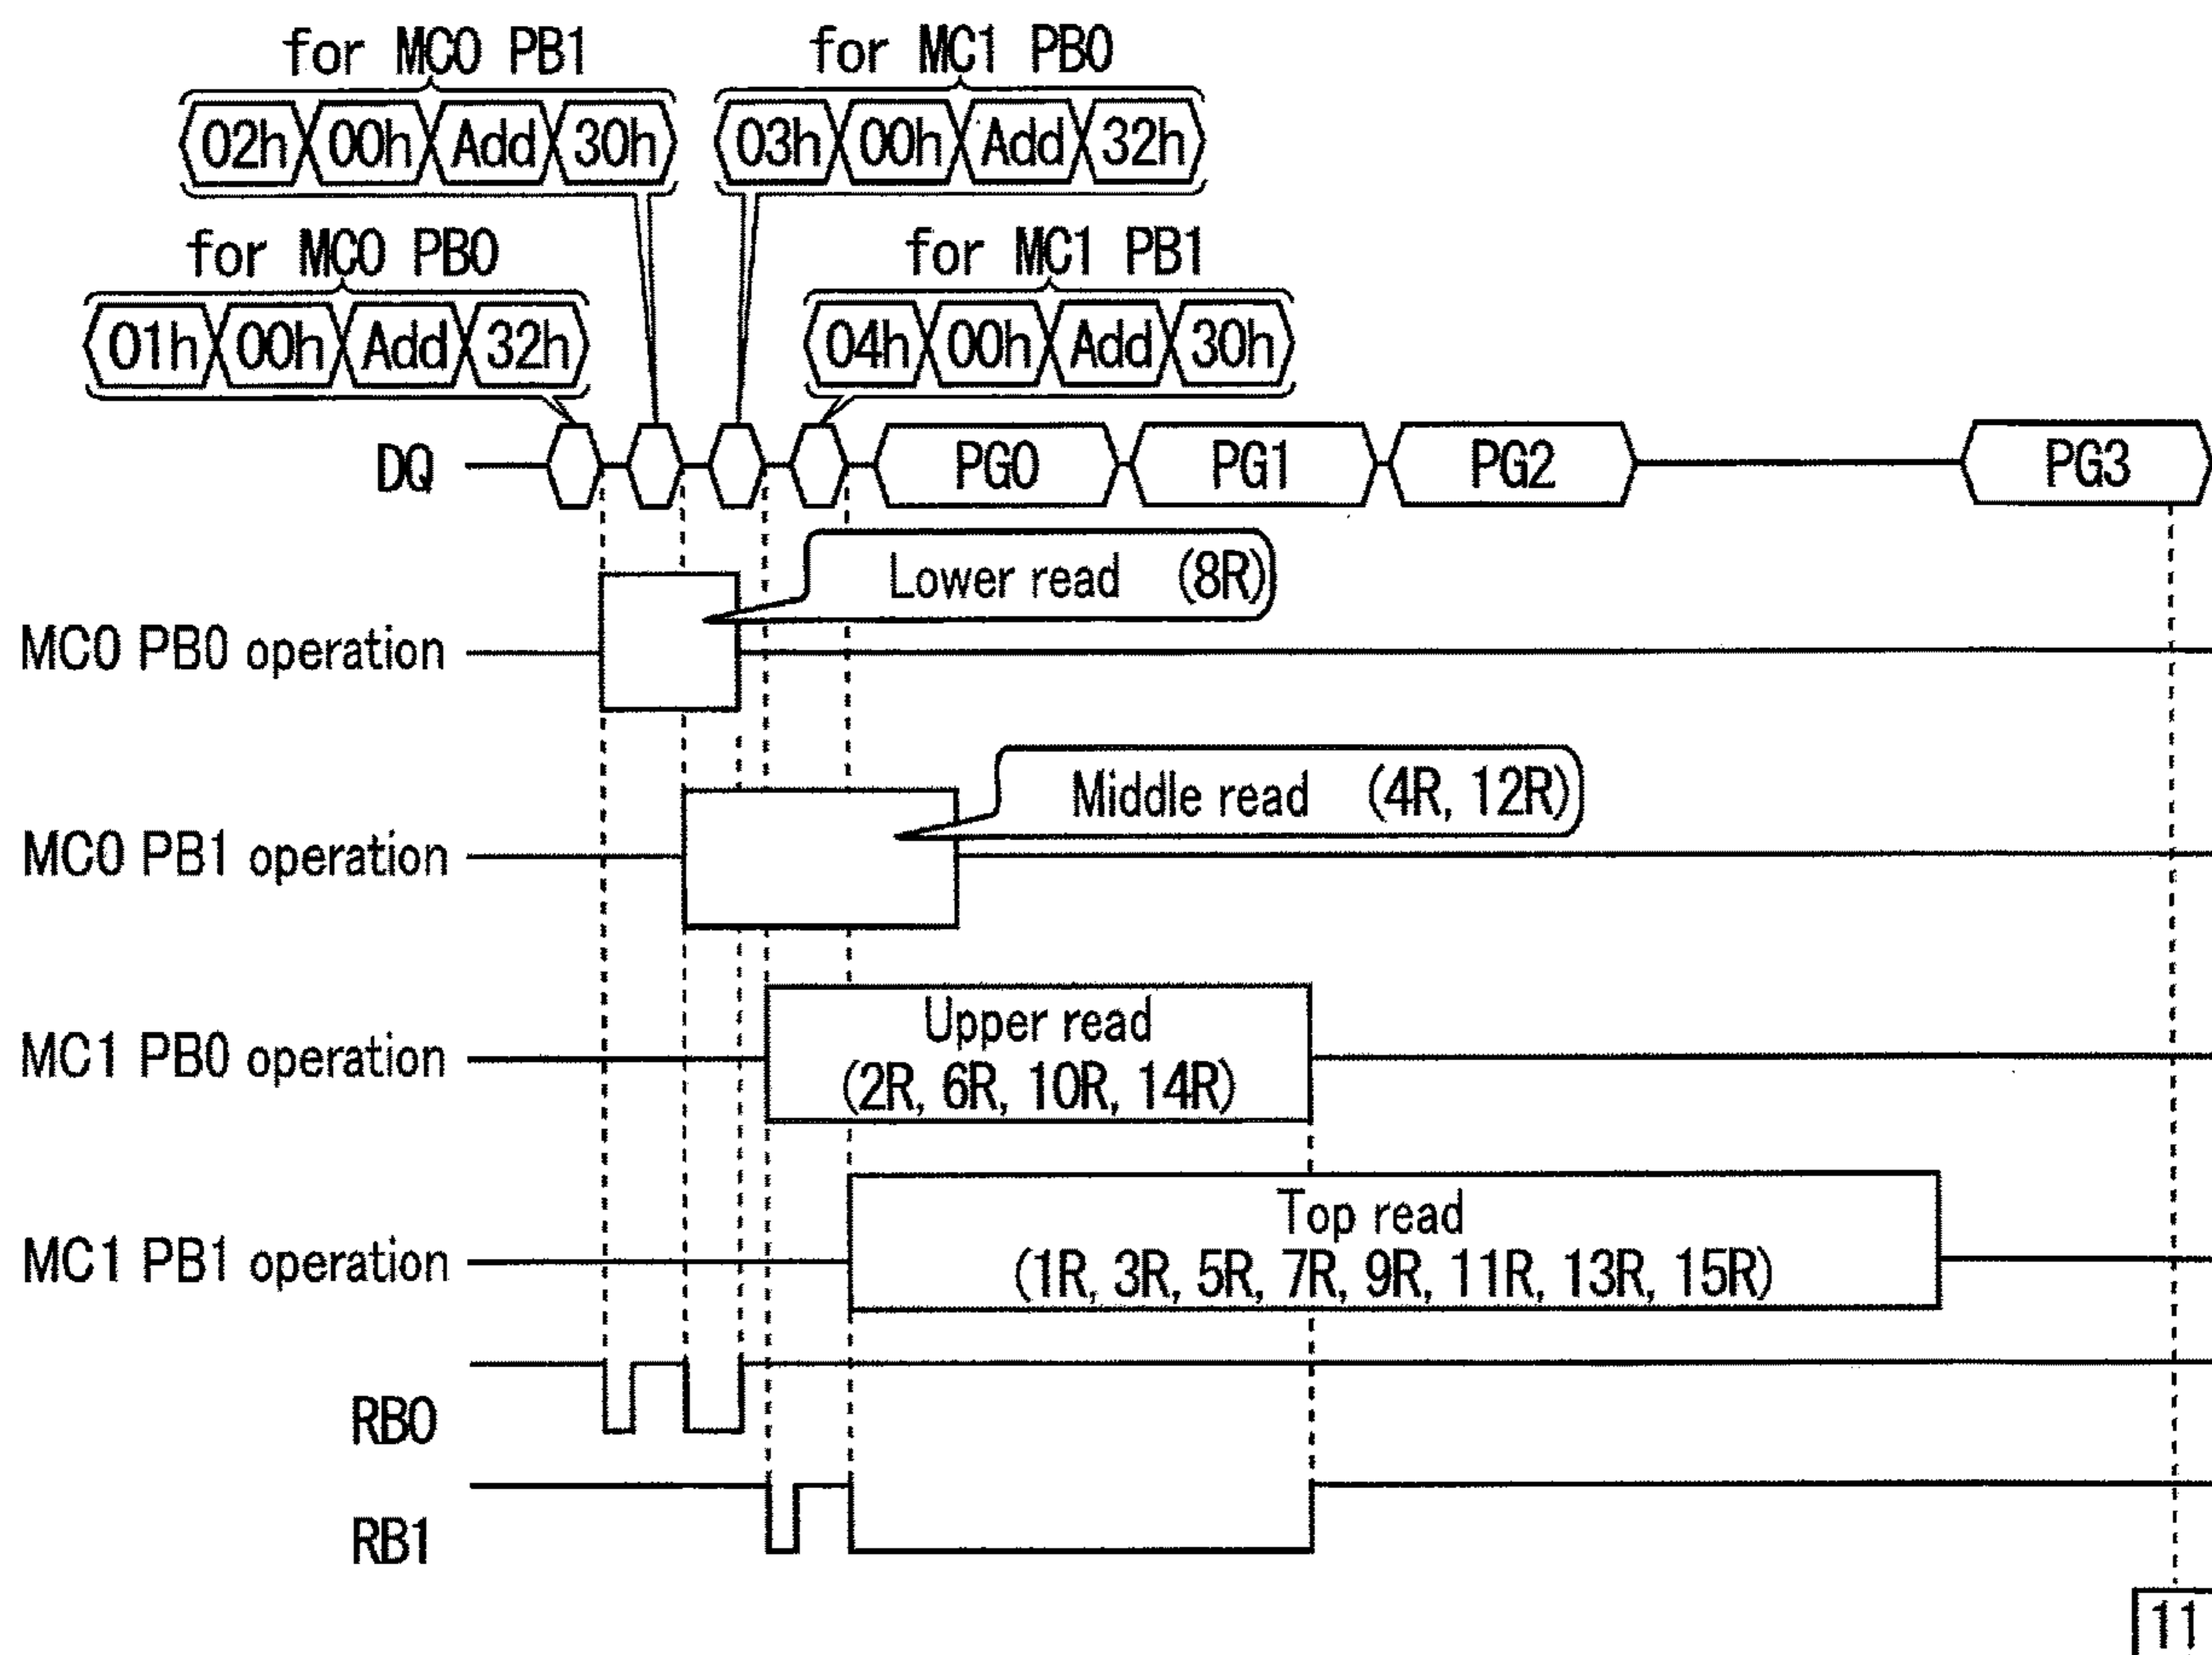 for MC0 PB1
for MC1 PB0
02h 00h Add 30h
03h 00h Add 32h
for MC0 PB0
for MC1 PB1
01h 00h Add 32h
04h 00h Add 30h
DQ
PG0
PG1
PG2
PG3
Lower read (8R)
MC0 PB0 operation
Middle read (4R, 12R)
MC0 PB1 operation
Upper read
(2R, 6R, 10R, 14R)
MC1 PB0 operation
Top read
(1R, 3R, 5R, 7R, 9R, 11R, 13R, 15R)
MC1 PB1 operation
RB0
RB1
11